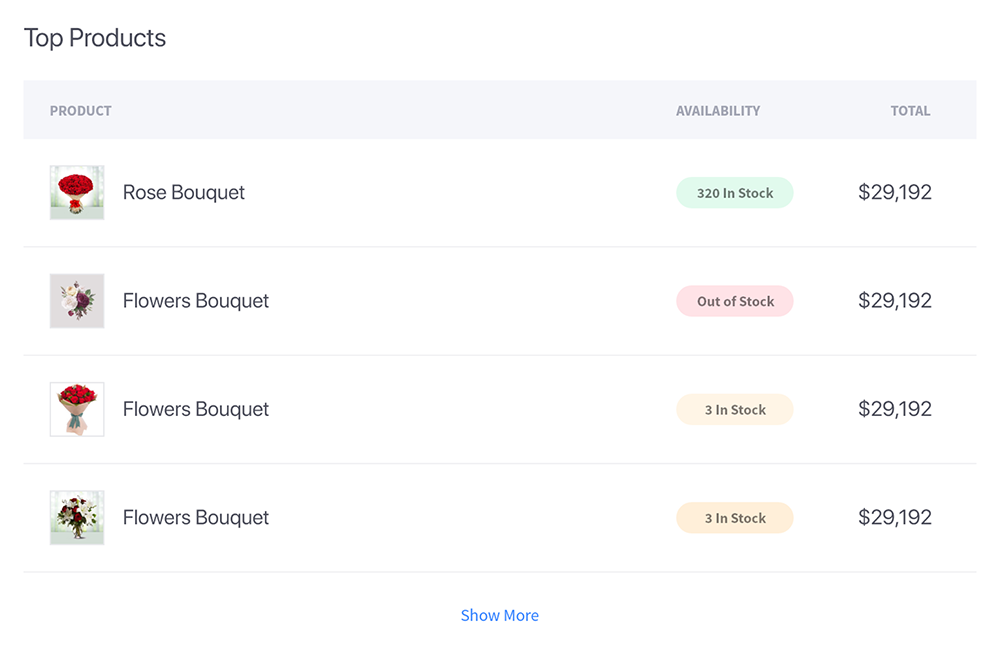 Top Products
PRODUCT AVAILABILITY TOTAL
Rose Bouquet 320 In Stock $29,192
Flowers Bouquet Out of Stock $29,192
Flowers Bouquet 3 In Stock $29,192
Flowers Bouquet 3 In Stock $29,192
Show More